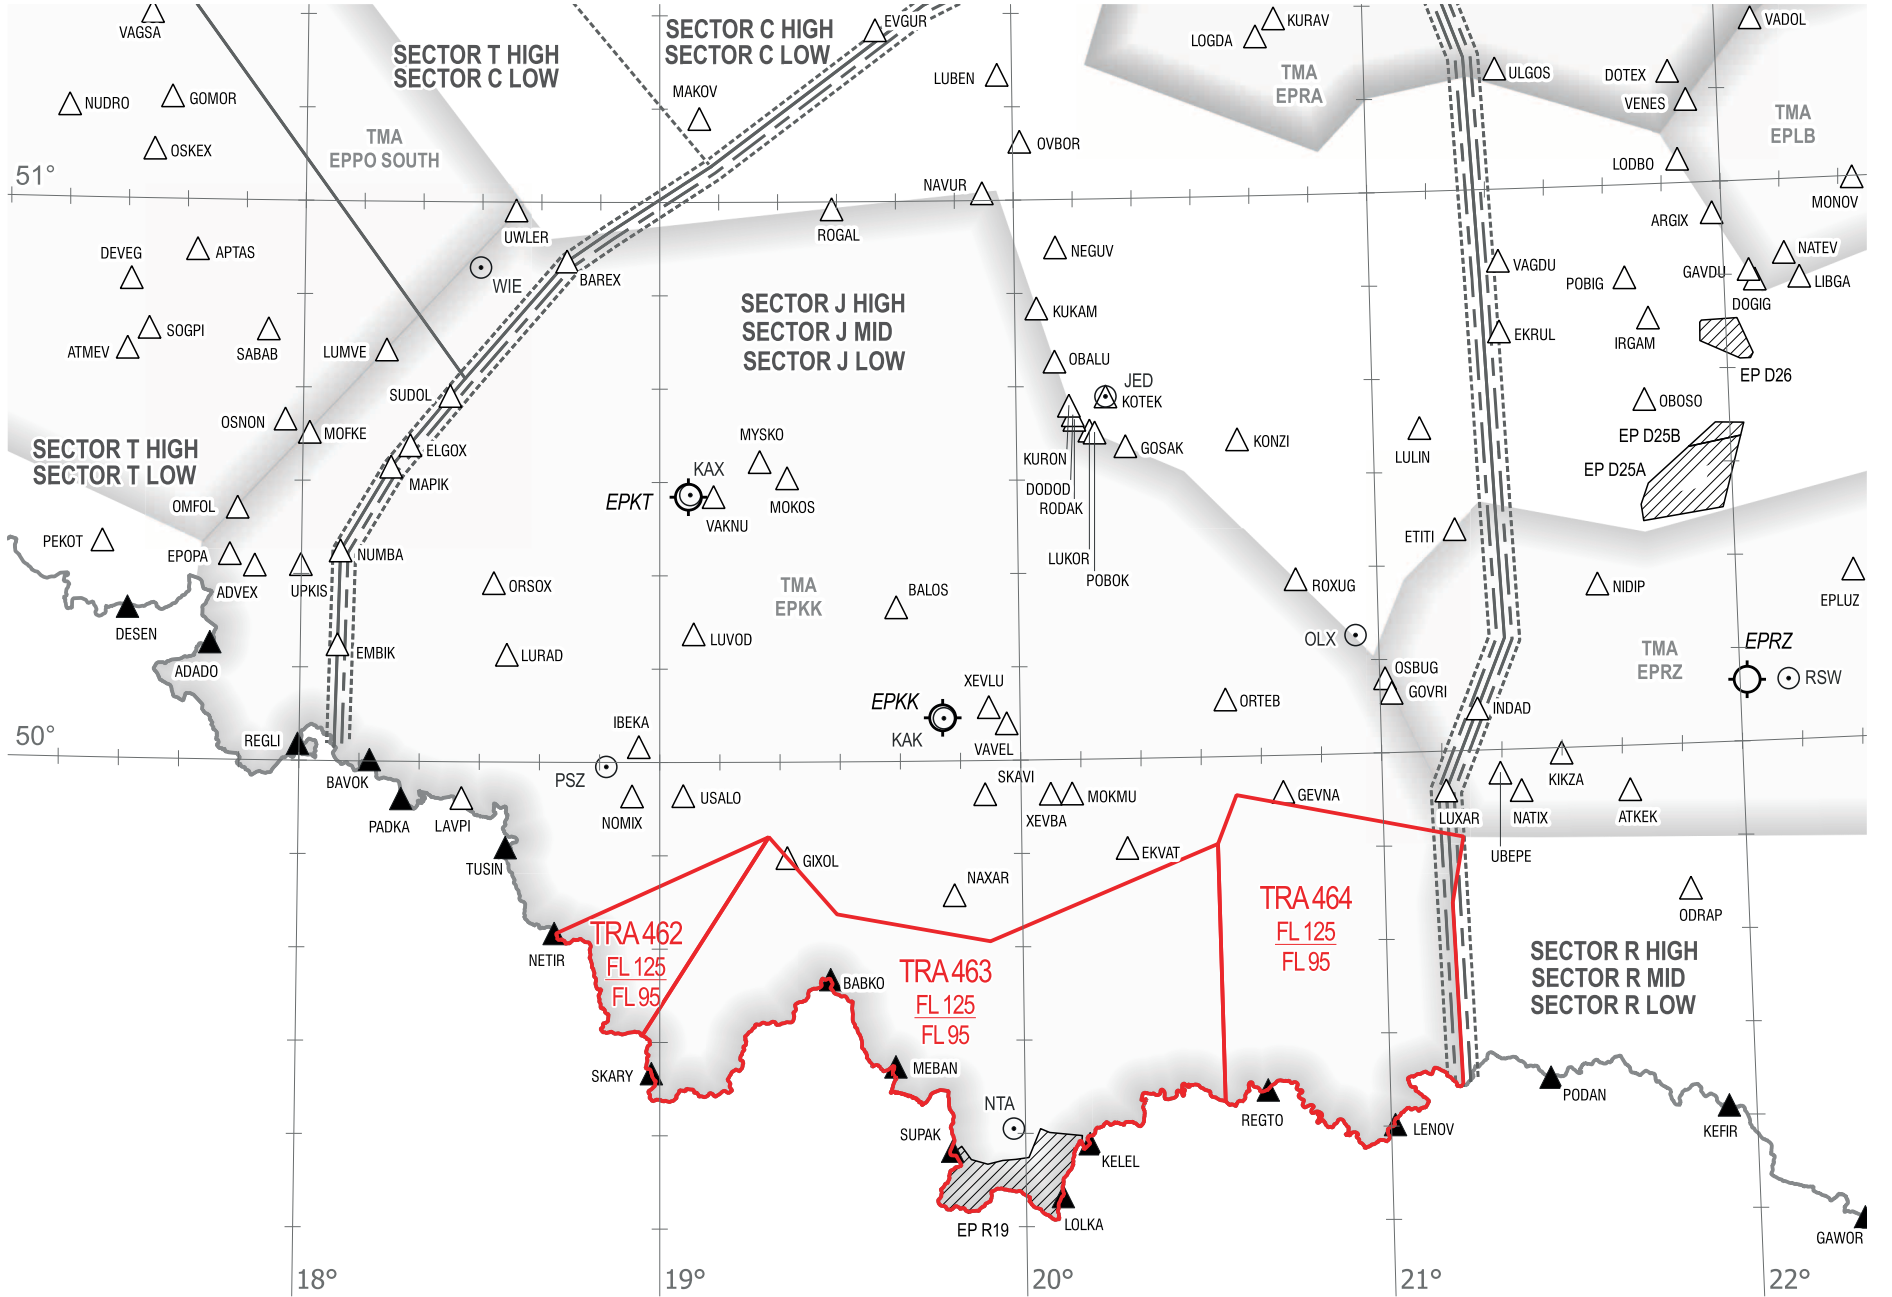 VAGSA
SECTOR T HIGH
SECTOR C LOW
SECTOR C HIGH
SECTOR C LOW
EVGUR
KURAV
LOGDA
VADOL
NUDRO
GOMOR
OSKEX
MAKOV
LUBEN
OVBOR
TMA
EPRA
ULGOS
DOTEX
VENES
TMA
EPLB
TMA
EPPO SOUTH
LODBO
MONOV
51°
NAVUR
ARGIX
UWLER
ROGAL
DEVEG
APTAS
WIE
BAREX
NEGUV
VAGDU
POBIG
GAVDU
NATEV
LIBGA
DOGIG
SECTOR J HIGH
SECTOR J MID
SECTOR J LOW
KUKAM
ATMEV
SOGPI
SABAB
LUMVE
OBALU
EKRUL
IRGAM
EP D26
SUDOL
JED
KOTEK
OBOSO
OSNON
MOFKE
ELGOX
MAPIK
SECTOR T HIGH
SECTOR T LOW
MYSKO
KAX
EPKT
VAKNU
MOKOS
KURON
DODOD
RODAK
LUKOR
POBOK
GOSAK
KONZI
LULIN
EP D25B
EP D25A
OMFOL
PEKOT
EPOPA
ADVEX
UPKIS
NUMBA
ORSOX
TMA
EPKK
BALOS
ROXUG
ETITI
NIDIP
EPLUZ
DESEN
ADADO
EMBIK
LURAD
LUVOD
OLX
TMA
EPRZ
EPRZ
RSW
OSBUG
GOVRI
INDAD
XEVLU
EPKK
KAK
VAVEL
ORTEB
50°
REGLI
IBEKA
PSZ
BAVOK
PADKA
LAVPI
TUSIN
NOMIX
USALO
SKAVI
XEVBA
MOKMU
GEVNA
LUXAR
NATIX
KIKZA
ATKEK
UBEPE
GIXOL
EKVAT
NAXAR
ODRAP
NETIR
TRA 462
FL 125
FL 95
TRA 463
FL 125
FL 95
TRA 464
FL 125
FL 95
SECTOR R HIGH
SECTOR R MID
SECTOR R LOW
BABKO
SKARY
MEBAN
NTA
SUPAK
KELEL
LOLKA
EP R19
REGTO
LENOV
PODAN
KEFIR
GAWOR
18°
19°
20°
21°
22°